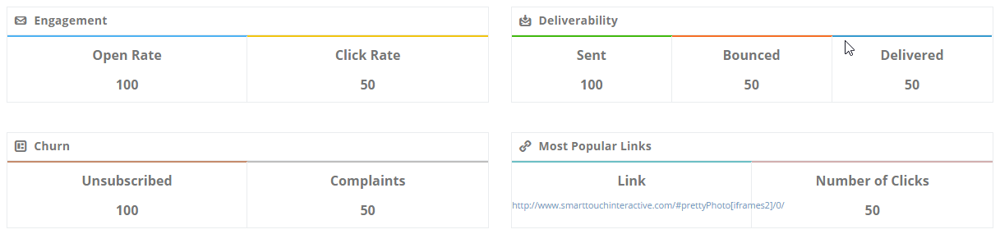 Engagement
Open Rate Click Rate
100 50
Deliverability
Sent Bounced Delivered
100 50 50
Churn
Unsubscribed Complaints
100 50
Most Popular Links
Link Number of Clicks
http://www.smarttouchinteractive.com/#prettyPhoto[iframes2]/0/ 50